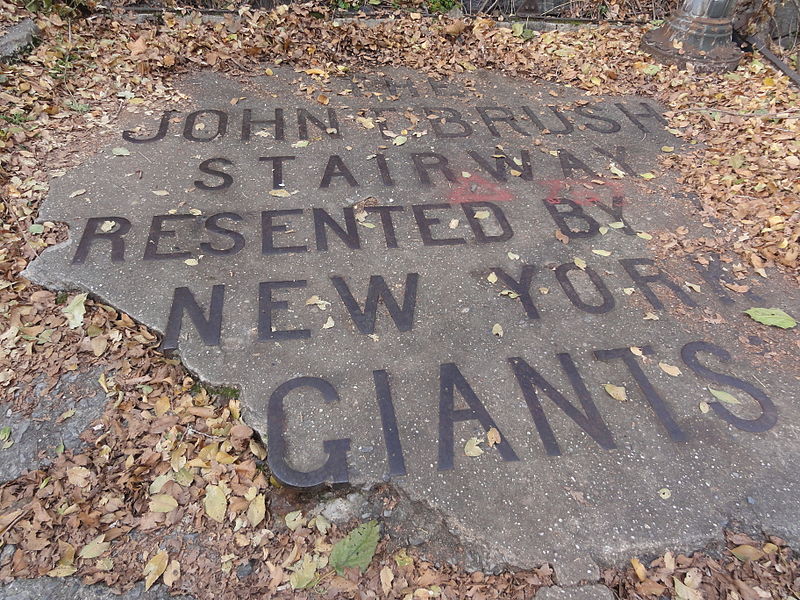 THE
JOHN T. BRUSH
STAIRWAY
RESENTED BY
NEW YORK
GIANTS